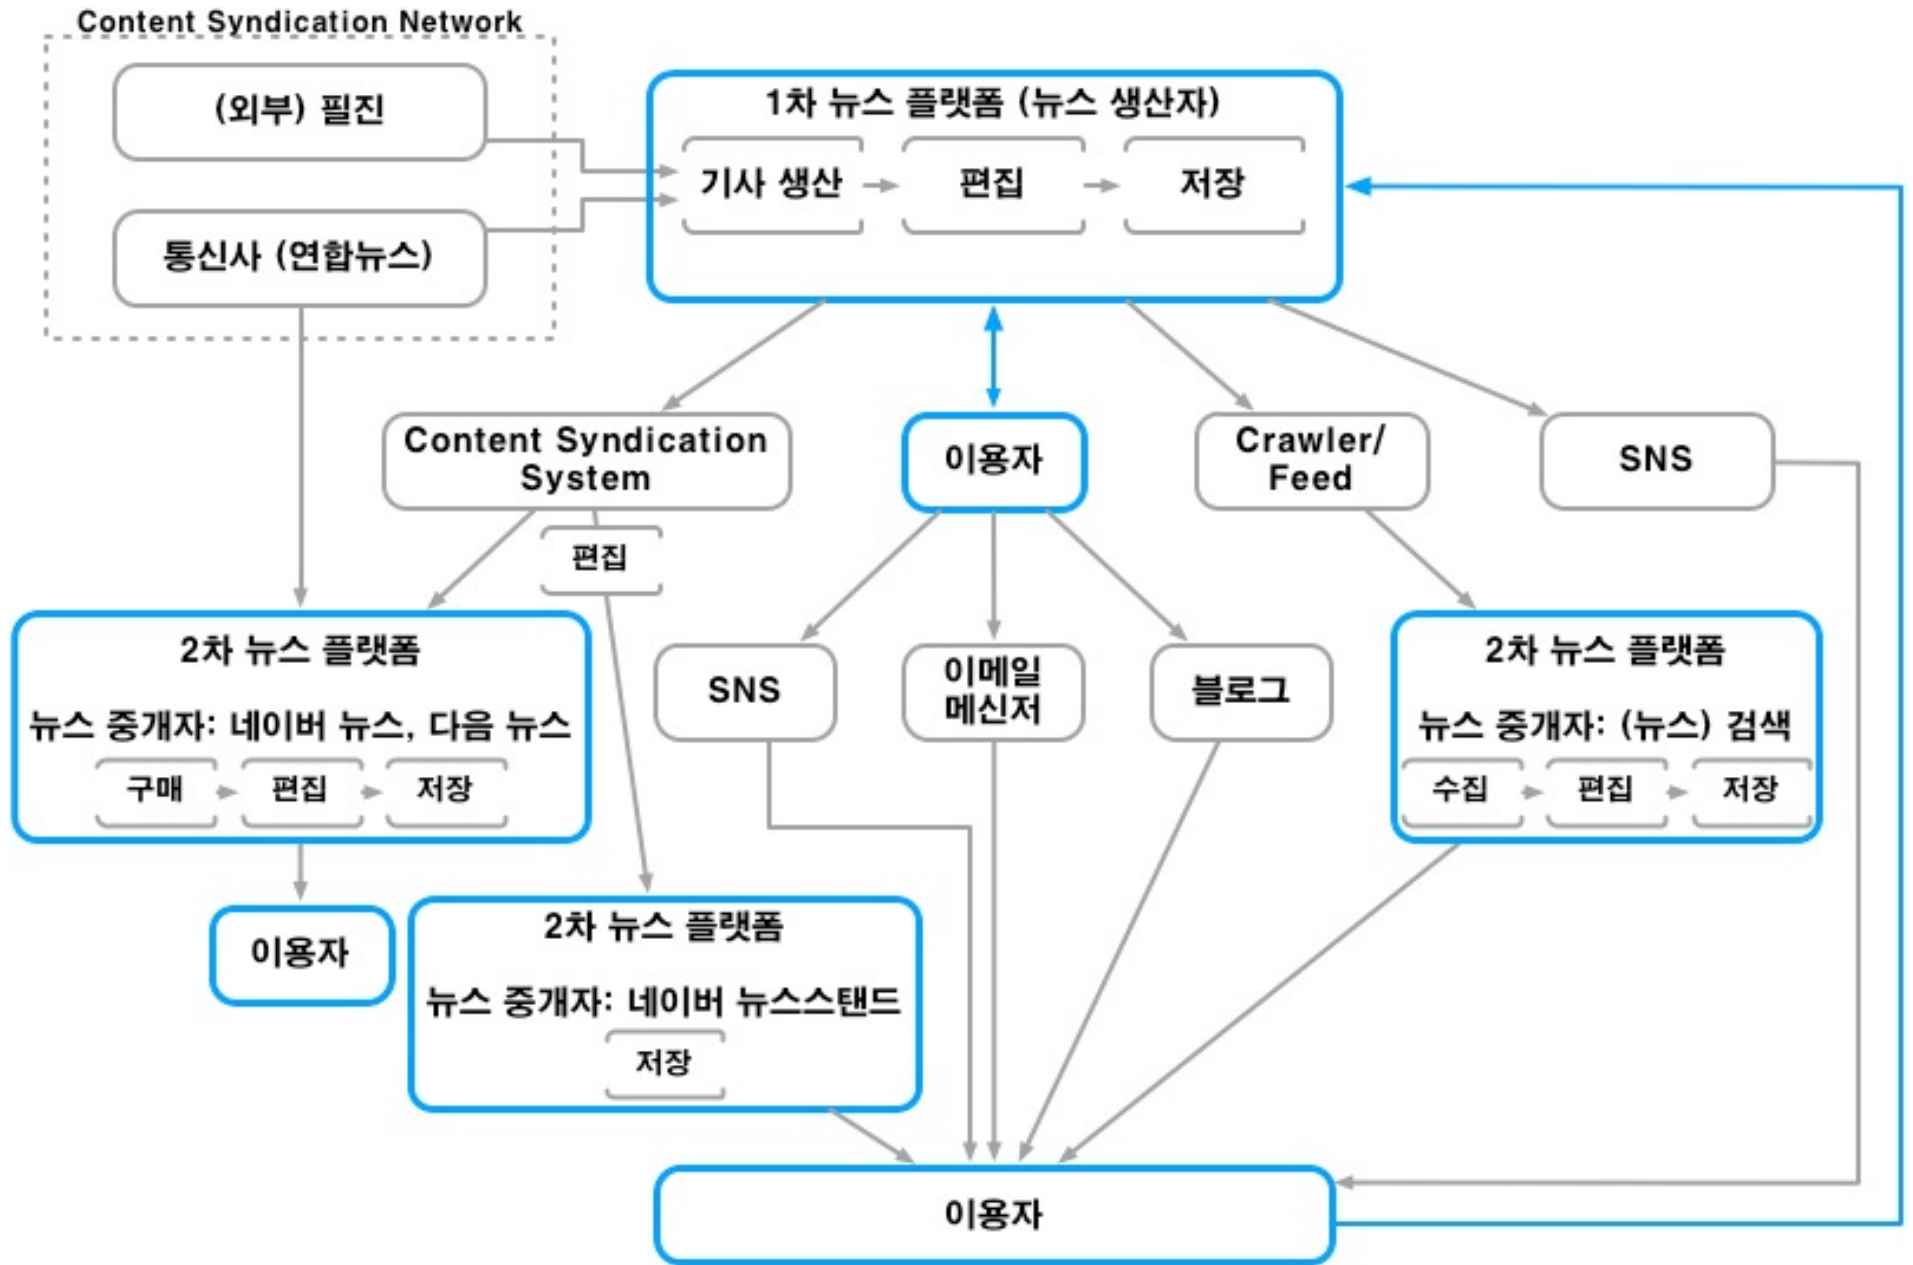 Content Syndication Network
(외부) 필진
통신사 (연합뉴스)
1차 뉴스 플랫폼 (뉴스 생산자)
기사 생산
편집
저장
Content Syndication
System
이용자
Crawler/
Feed
SNS
편집
2차 뉴스 플랫폼
뉴스 중개자: 네이버 뉴스, 다음 뉴스
구매
편집
저장
SNS
이메일
메신저
블로그
2차 뉴스 플랫폼
뉴스 중개자: (뉴스) 검색
수집
편집
저장
이용자
2차 뉴스 플랫폼
뉴스 중개자: 네이버 뉴스스탠드
저장
이용자